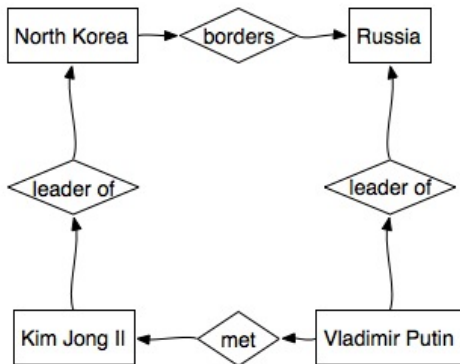 North Korea
borders
Russia
leader of
leader of
Kim Jong Il
met
Vladimir Putin